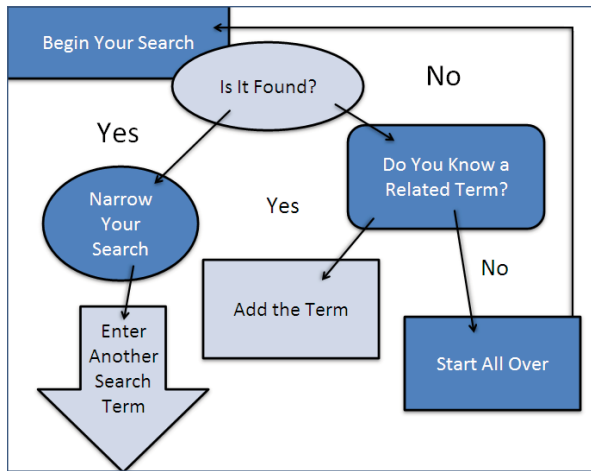 Begin Your Search
Is It Found?
No
Yes
Do You Know a
Related Term?
Narrow
Your
Search
Yes
No
Add the Term
Enter
Another
Search
Term
Start All Over